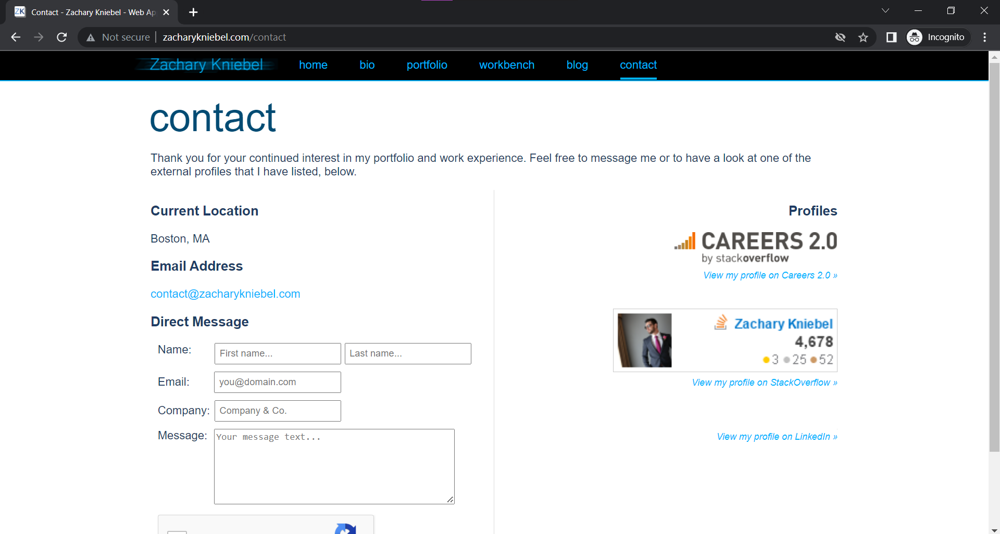 ZK Contact - Zachary Kniebel - Web Ap
Not secure zacharykniebel.com/contact Incognito
Zachary Kniebel home bio portfolio workbench blog contact
contact
Thank you for your continued interest in my portfolio and work experience. Feel free to message me or to have a look at one of the
external profiles that I have listed, below.
Current Location
Boston, MA
Email Address
contact@zacharykniebel.com
Direct Message
Name: First name... Last name...
Email: you@domain.com
Company: Company & Co.
Message: Your message text...
Profiles
CAREERS 2.0
by stackoverflow
View my profile on Careers 2.0 »
Zachary Kniebel
4,678
3 25 52
View my profile on StackOverflow »
View my profile on LinkedIn »